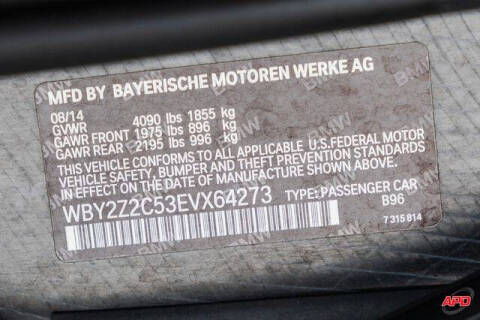 MFD BY BAYERISCHE MOTOREN WERKE AG
08/14
GVWR 4090 lbs 1855 kg
GAWR FRONT 1975 lbs 896 kg
GAWR REAR 2195 lbs 996 kg
THIS VEHICLE CONFORMS TO ALL APPLICABLE U.S.FEDERAL MOTOR
VEHICLE SAFETY, BUMPER AND THEFT PREVENTION STANDARDS
IN EFFECT ON THE DATE OF MANUFACTURE SHOWN ABOVE.
WBY2Z2C53EVX64273 TYPE:PASSENGER CAR
B96
7 315 814
APD